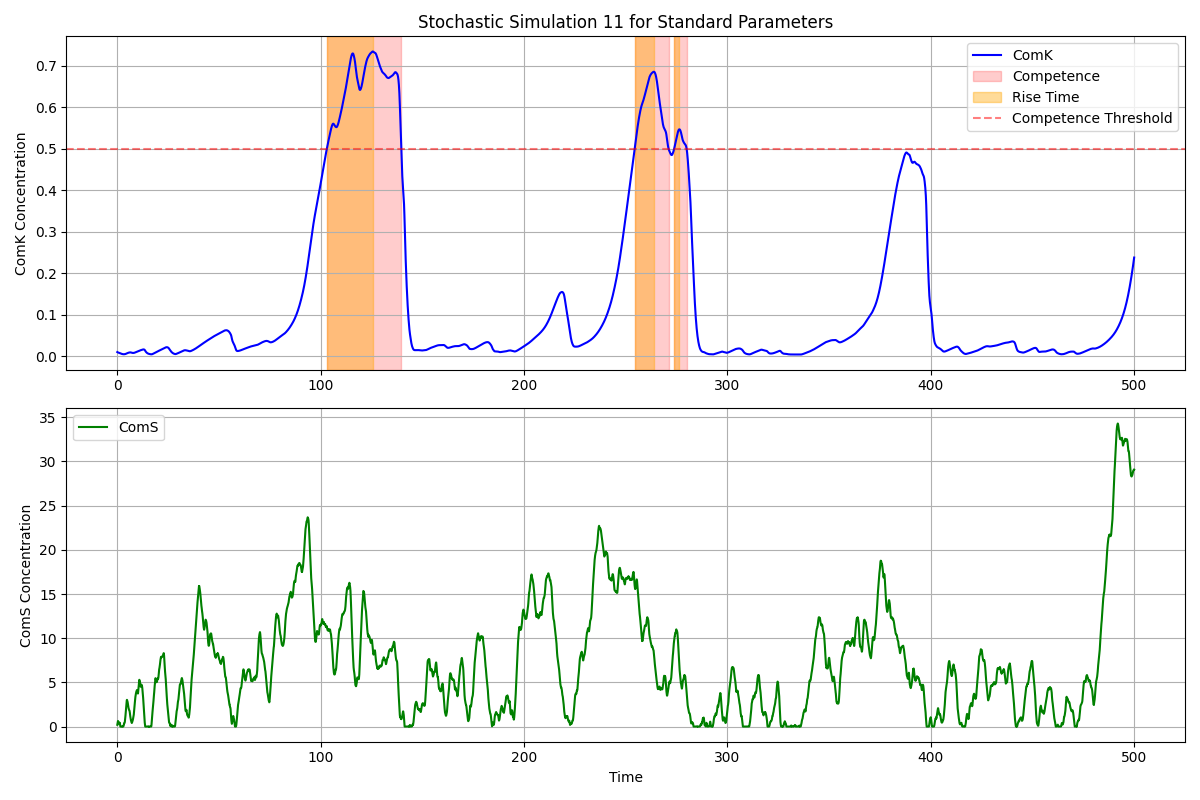 Stochastic Simulation 11 for Standard Parameters
ComK Concentration
0.7
0.6
0.5
0.4
0.3
0.2
0.1
0.0
ComK
Competence
Rise Time
Competence Threshold
0 100 200 300 400 500
ComS Concentration
35
30
25
20
15
10
5
0
ComS
0 100 200 300 400 500
Time